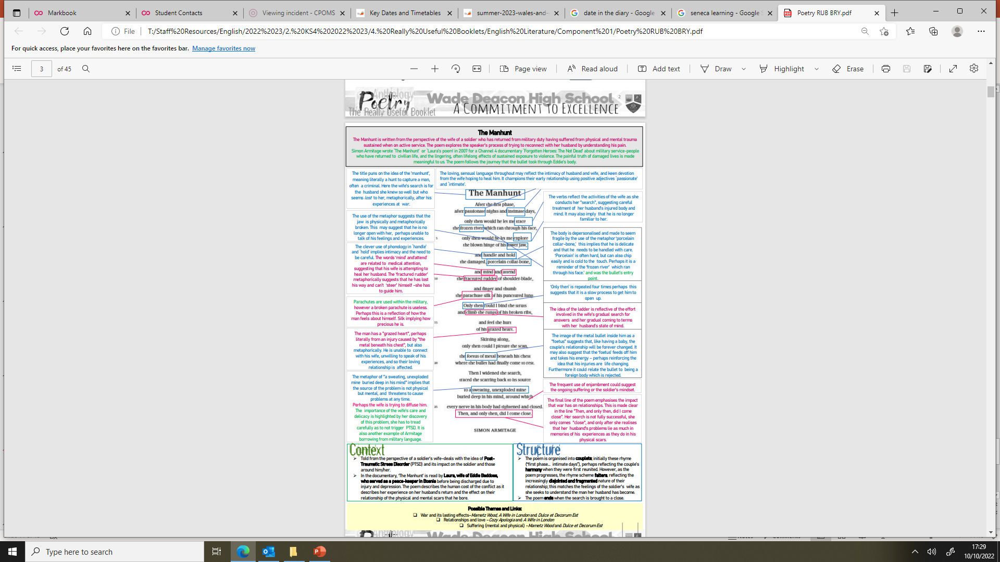 Markbook
Student Contacts
Viewing incident - CPOMS
Key Dates and Timetables
summer-2023-wales-and-
date in the diary - Google
seneca learning - Google S
Poetry RUB BRY.pdf
File
T:/Staff%20Resources/English/2022%2023/2.%20KS4%202022%2023/4.%20Really%20Useful%20Booklets/English%20Literature/Component%201/Poetry%20RUB%20BRY.pdf
For quick access, place your favorites here on the favorites bar. Manage favorites now
3 of 45
Page view
Read aloud
Add text
Draw
Highlight
Erase
Anthology
Poetry
The Really Useful Booklet
Wade Deacon High School
A Commitment to Excellence
2
The Manhunt
The Manhunt is written from the perspective of the wife of a soldier who has returned from military duty having suffered from physical and mental trauma
sustained when on active service. The poem explores the speaker's process of trying to reconnect with her husband by understanding his pain.
Simon Armitage wrote 'The Manhunt' or 'Laura's poem' in 2007 for a Channel 4 documentary 'Forgotten Heroes: The Not Dead' about military service-people
who have returned to civilian life, and the lingering, often lifelong effects of sustained exposure to violence. The painful truth of damaged lives is made
meaningful to us. The poem follows the journey that the bullet took through Eddie's body.
The title puns on the idea of the 'manhunt',
meaning literally a hunt to capture a man,
often a criminal. Here the wife's search is for
the husband she knew so well but who
seems lost to her, metaphorically, after his
experiences at war.
The use of the metaphor suggests that the
jaw is physically and metaphorically
broken. This may suggest that he is no
longer open with her, perhaps unable to
talk of his feelings and experiences.
The clever use of phonology in 'handle'
and 'hold' implies intimacy and the need to
be careful. The words 'mind' and'attend'
are related to medical attention,
suggesting that his wife is attempting to
heal her husband. The 'fractured rudder'
metaphorically suggests that he has lost
his way and can't 'steer' himself -she has
to guide him.
Parachutes are used within the military,
however a broken parachute is useless.
Perhaps this is a reflection of how the
man feels about himself. Silk implying how
precious he is.
The man has a "grazed heart", perhaps
literally from an injury caused by "the
metal beneath his chest", but also
metaphorically. He is unable to connect
with his wife, unwilling to speak of his
experiences, and so their loving
relationship is affected.
The metaphor of "a sweating, unexploded
mine buried deep in his mind" implies that
the source of the problem is not physical
but mental, and threatens to cause
problems at any time.
Perhaps the wife is trying to diffuse him.
The importance of the wife's care and
delicacy is highlighted by her discovery
of this problem, she has to tread
carefully as to not trigger PTSD. It is
also another example of Armitage
borrowing from military language.
The loving, sensual language throughout may reflect the intimacy of husband and wife, and keen devotion
from the wife hoping to heal him. It champions their early relationship using positive adjectives 'passionate'
and 'intimate'.
The Manhunt
After the first phase,
after passionate nights and intimate days,
only then would he let me trace
the frozen river which ran through his face,
5 only then would he let me explore
the blown hinge of his lower jaw,
and handle and hold
the damaged, porcelain collar-bone,
and mind and attend
10 the fractured rudder of shoulder-blade,
and finger and thumb
the parachute silk of his punctured lung.
Only then could I bind the struts
and climb the rungs of his broken ribs,
15 and feel the hurt
of his grazed heart.
Skirting along,
only then could I picture the scan,
the foetus of metal beneath his chest
20 where the bullet had finally come to rest.
Then I widened the search,
traced the scarring back to its source
to a sweating, unexploded mine
buried deep in his mind, around which
25 every nerve in his body had tightened and closed.
Then, and only then, did I come close.
SIMON ARMITAGE
The verbs reflect the activities of the wife as she
conducts her "search", suggesting careful
treatment of her husband's injured body and
mind. It may also imply that he is no longer
familiar to her.
The body is depersonalised and made to seem
fragile by the use of the metaphor 'porcelain
collar-bone,' this implies that he is delicate
and that he needs to be handled with care.
'Porcelain' is often hard, but can also chip
easily and is cold to the touch. Perhaps it is a
reminder of the 'frozen river' which ran
through his face.' and was the bullet's entry
point.
'Only then' is repeated four times perhaps this
suggests that it is a slow process to get him to
open up.
The idea of the ladder is reflective of the effort
involved in the wife's gradual search for
answers and her gradual coming to terms
with her husband's state of mind.
The image of the metal bullet inside him as a
"foetus" suggests that, like having a baby, the
couple's relationship will be forever changed. It
may also suggest that the 'foetus' feeds off him
and takes his energy - perhaps reinforcing the
idea that his injuries are life changing.
Furthermore it could relate the bullet to being a
foreign body which is rejected.
The frequent use of enjambment could suggest
the ongoing suffering or the soldier's mindset.
The final line of the poem emphasises the impact
that war has on relationships. This is made clear
in the line "Then, and only then, did I come
close". Her search is not fully successful, she
only comes "close", and only after she realises
that her husband's problems lie as much in
memories of his experiences as they do in his
physical scars.
Context
Told from the perspective of a soldier's wife-deals with the idea of Post-
Traumatic Stress Disorder (PTSD) and its impact on the soldier and those
around him/her.
In the documentary, 'The Manhunt' is read by Laura, wife of Eddie Beddoes,
who served as a peace-keeper in Bosnia before being discharged due to
injury and depression. The poem describes the human cost of the conflict as it
describes her experience on her husband's return and the effect on their
relationship of the physical and mental scars that he bore.
Structure
The poem is organised into couplets; initially these rhyme
("first phase... intimate days"), perhaps reflecting the couple's
harmony when they were first reunited. However, as the
poem progresses, the rhyme scheme falters, reflecting the
increasingly disjointed and fragmented nature of their
relationship; this matches the feelings of the soldier's wife as
she seeks to understand the man her husband has become.
The poem ends when the search is brought to a close.
Possible Themes and Links:
War and its lasting effects-Mametz Wood, A Wife in London and Dulce et Decorum Est
Relationships and love -Cozy Apologia and A Wife in London
Suffering (mental and physical) -Mametz Wood and Dulce et Decorum Est
Wade Deacon High School
Type here to search
17:29
10/10/2022